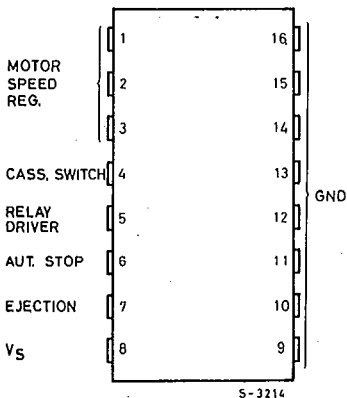 1 16
MOTOR
SPEED
REG.
2 15
3 14
CASS. SWITCH 4 13
GND
RELAY
DRIVER
5 12
AUT. STOP 6 11
EJECTION 7 10
VS 8 9
S-3214